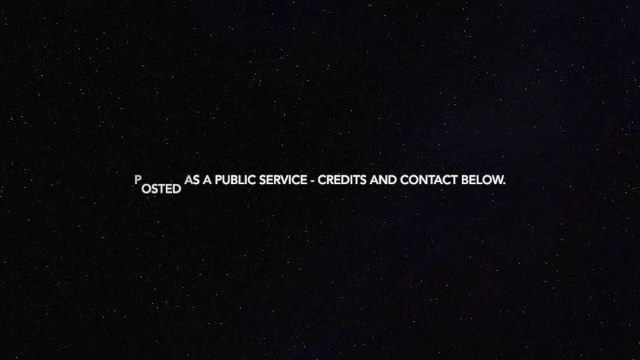 POSTED AS A PUBLIC SERVICE - CREDITS AND CONTACT BELOW.